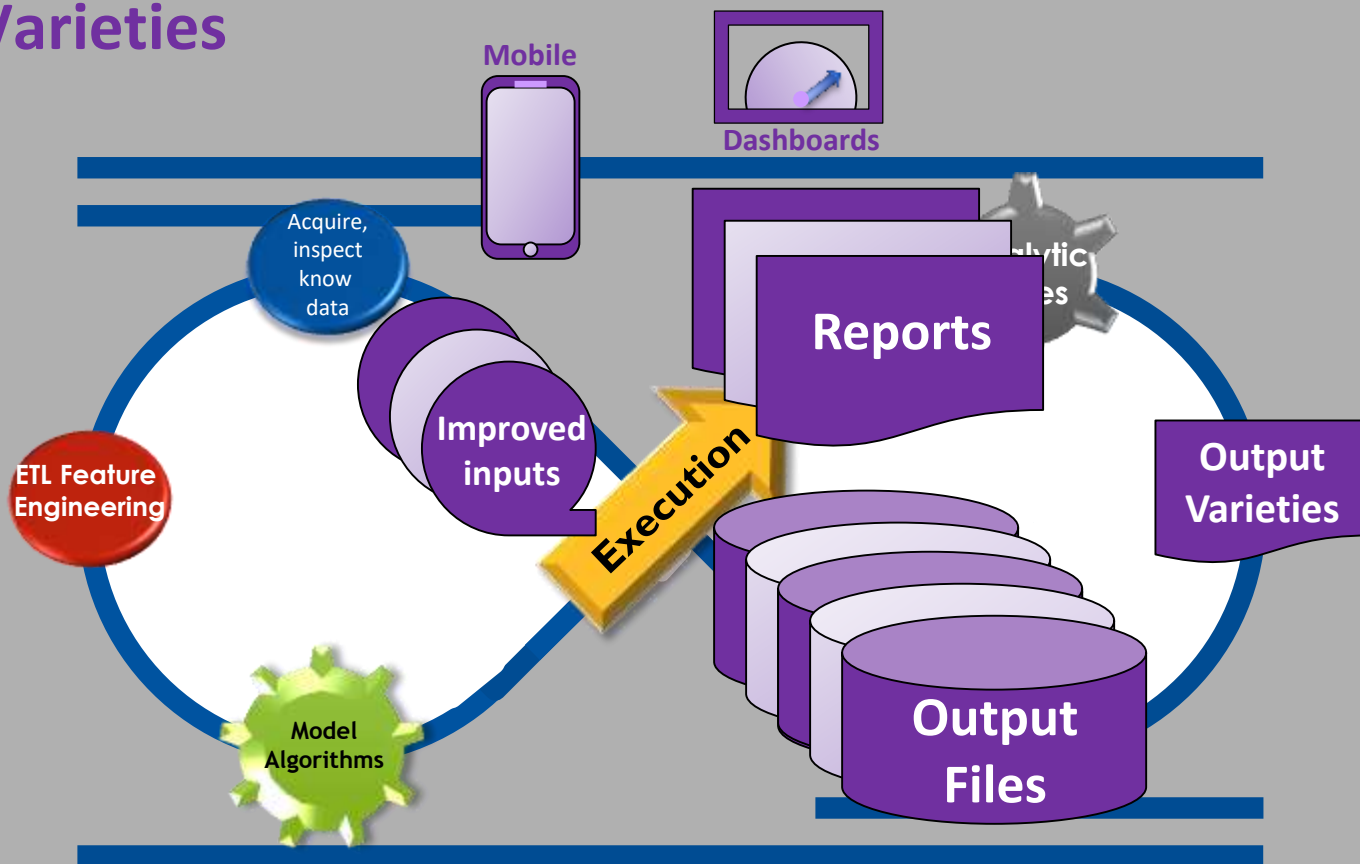 Varieties
Mobile
Dashboards
Acquire,
inspect
know
data
Reports
Improved
inputs
Execution
ETL Feature
Engineering
Output
Varieties
Model
Algorithms
Output
Files